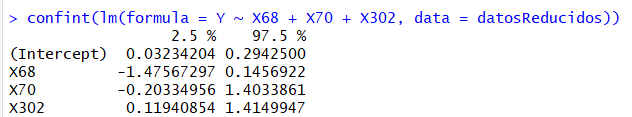 > confint(lm(formula = Y ~ X68 + X70 + X302, data = datosReducidos))
2.5 % 97.5 %
(Intercept) 0.03234204 0.2942500
X68 -1.47567297 0.1456922
X70 -0.20334956 1.4033861
X302 0.11940854 1.4149947